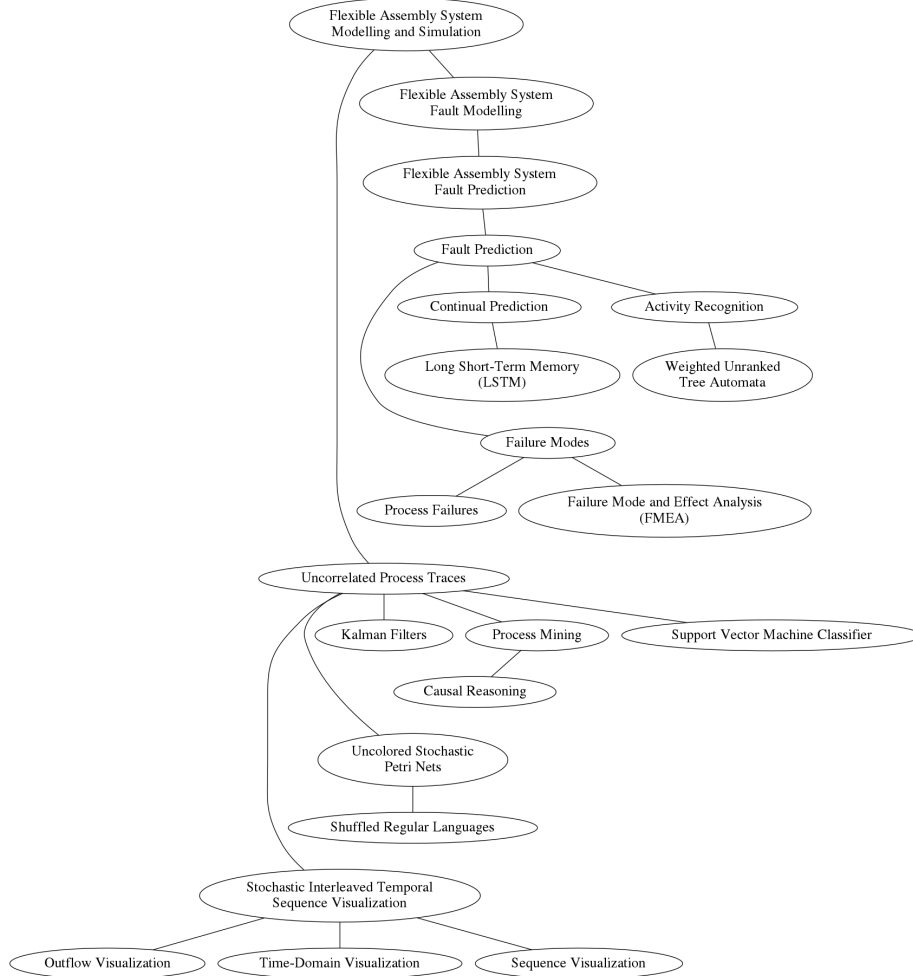 Flexible Assembly System
Modelling and Simulation
Flexible Assembly System
Fault Modelling
Flexible Assembly System
Fault Prediction
Fault Prediction
Continual Prediction
Activity Recognition
Long Short-Term Memory
(LSTM)
Weighted Unranked
Tree Automata
Failure Modes
Process Failures
Failure Mode and Effect Analysis
(FMEA)
Uncorrelated Process Traces
Kalman Filters
Process Mining
Support Vector Machine Classifier
Causal Reasoning
Uncolored Stochastic
Petri Nets
Shuffled Regular Languages
Stochastic Interleaved Temporal
Sequence Visualization
Outflow Visualization
Time-Domain Visualization
Sequence Visualization